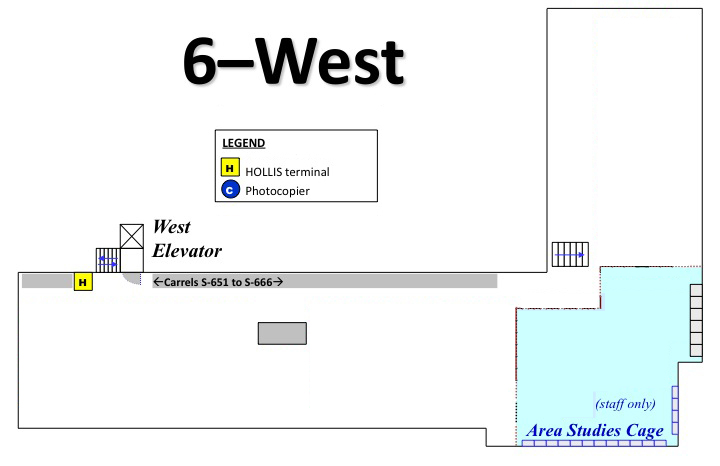 6–West
LEGEND
H HOLLIS terminal
C Photocopier
West
Elevator
H
←Carrels S-651 to S-666→
(staff only)
Area Studies Cage